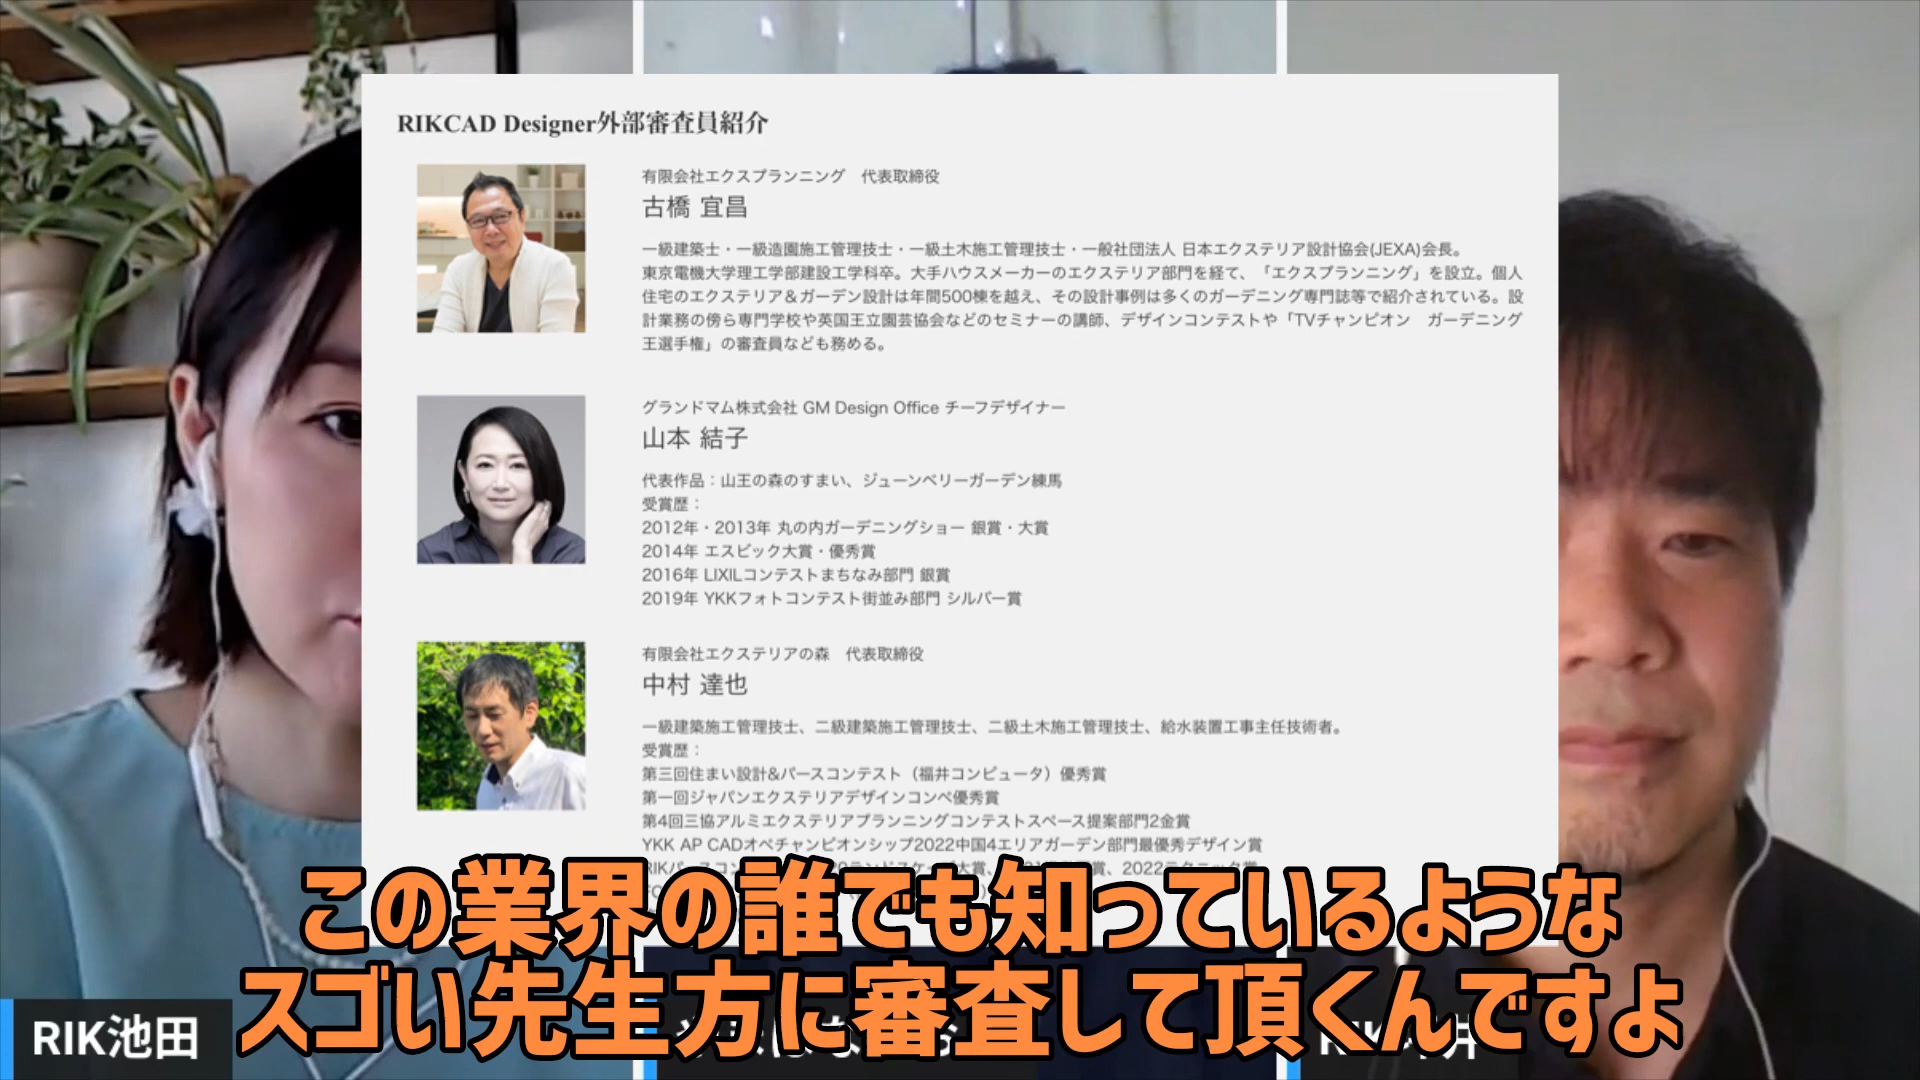 RIKCAD Designer外部審査員紹介
有限会社エクスプランニング　代表取締役
古橋 宜昌
一級建築士・一級造園施工管理技士・一級土木施工管理技士・一般社団法人 日本エクステリア設計協会(JEXA)会長。
東京電機大学理工学部建設工学科卒。大手ハウスメーカーのエクステリア部門を経て、「エクスプランニング」を設立。個人
住宅のエクステリア＆ガーデン設計は年間500棟を越え、その設計事例は多くのガーデニング専門誌等で紹介されている。設
計業務の傍ら専門学校や英国王立園芸協会などのセミナーの講師、デザインコンテストや「TVチャンピオン　ガーデニング
王選手権」の審査員なども務める。
グランドマム株式会社 GM Design Office チーフデザイナー
山本 結子
代表作品：山王の森のすまい、ジューンベリーガーデン練馬
受賞歴：
2012年・2013年 丸の内ガーデニングショー 銀賞・大賞
2014年 エスビック大賞・優秀賞
2016年 LIXILコンテストまちなみ部門 銀賞
2019年 YKKフォトコンテスト街並み部門 シルバー賞
有限会社エクステリアの森　代表取締役
中村 達也
一級建築施工管理技士、二級建築施工管理技士、二級土木施工管理技士、給水装置工事主任技術者。
受賞歴：
第三回住まい設計&パースコンテスト（福井コンピュータ）優秀賞
第一回ジャパンエクステリアデザインコンペ優秀賞
第4回三協アルミエクステリアプランニングコンテストスペース提案部門2金賞
YKK AP CADオペチャンピオンシップ2022中国4エリアガーデン部門最優秀デザイン賞
この業界の誰でも知っているような
スゴい先生方に審査して頂くんですよ
RIK池田